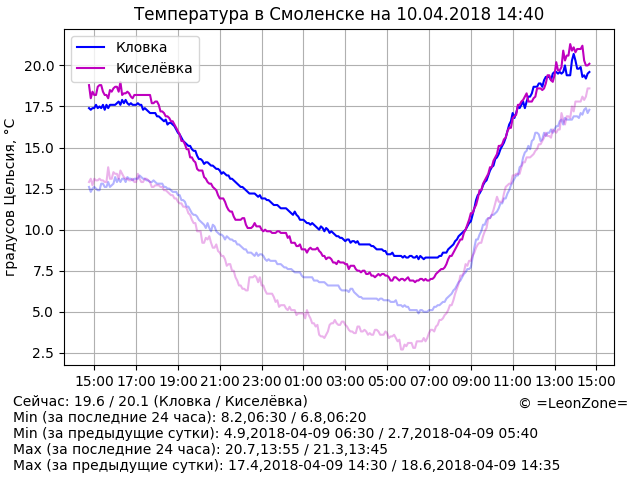 Температура в Смоленске на 10.04.2018 14:40
Кловка
Киселёвка
градусов Цельсия, °C
20.0
17.5
15.0
12.5
10.0
7.5
5.0
2.5
15:00 17:00 19:00 21:00 23:00 01:00 03:00 05:00 07:00 09:00 11:00 13:00 15:00
Сейчас: 19.6 / 20.1 (Кловка / Киселёвка)
© =LeonZone=
Min (за последние 24 часа): 8.2,06:30 / 6.8,06:20
Min (за предыдущие сутки): 4.9,2018-04-09 06:30 / 2.7,2018-04-09 05:40
Max (за последние 24 часа): 20.7,13:55 / 21.3,13:45
Max (за предыдущие сутки): 17.4,2018-04-09 14:30 / 18.6,2018-04-09 14:35